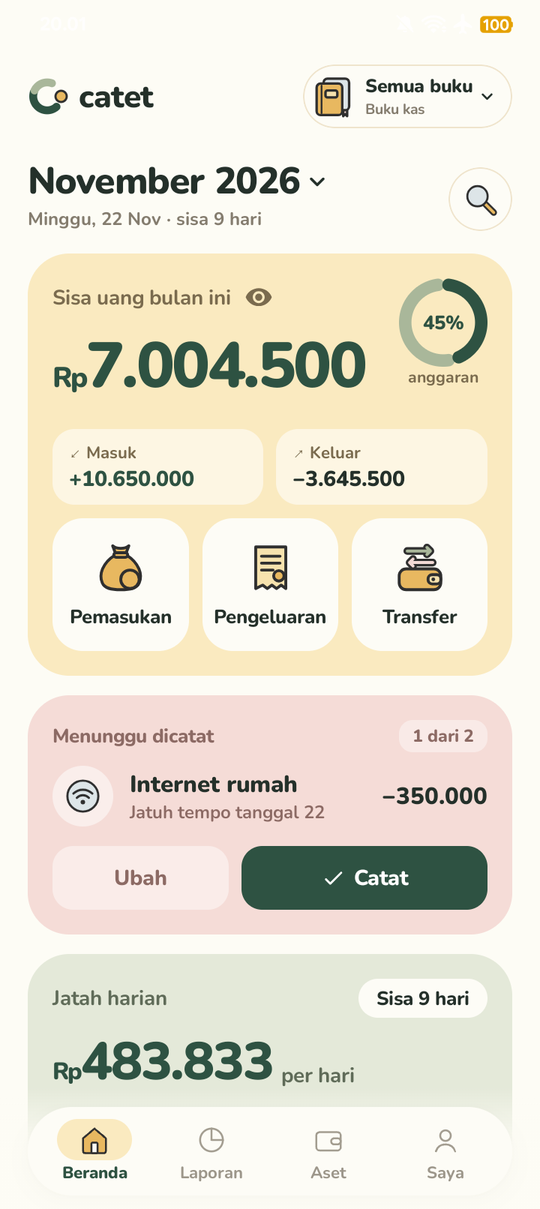 100
catet
Semua buku
Buku kas
November 2026
Minggu, 22 Nov · sisa 9 hari
Sisa uang bulan ini
45%
Rp7.004.500
anggaran
↙ Masuk
+10.650.000
↗ Keluar
−3.645.500
Pemasukan
Pengeluaran
Transfer
Menunggu dicatat
1 dari 2
Internet rumah
Jatuh tempo tanggal 22
−350.000
Ubah
✓ Catat
Jatah harian
Sisa 9 hari
Rp483.833 per hari
Beranda
Laporan
Aset
Saya